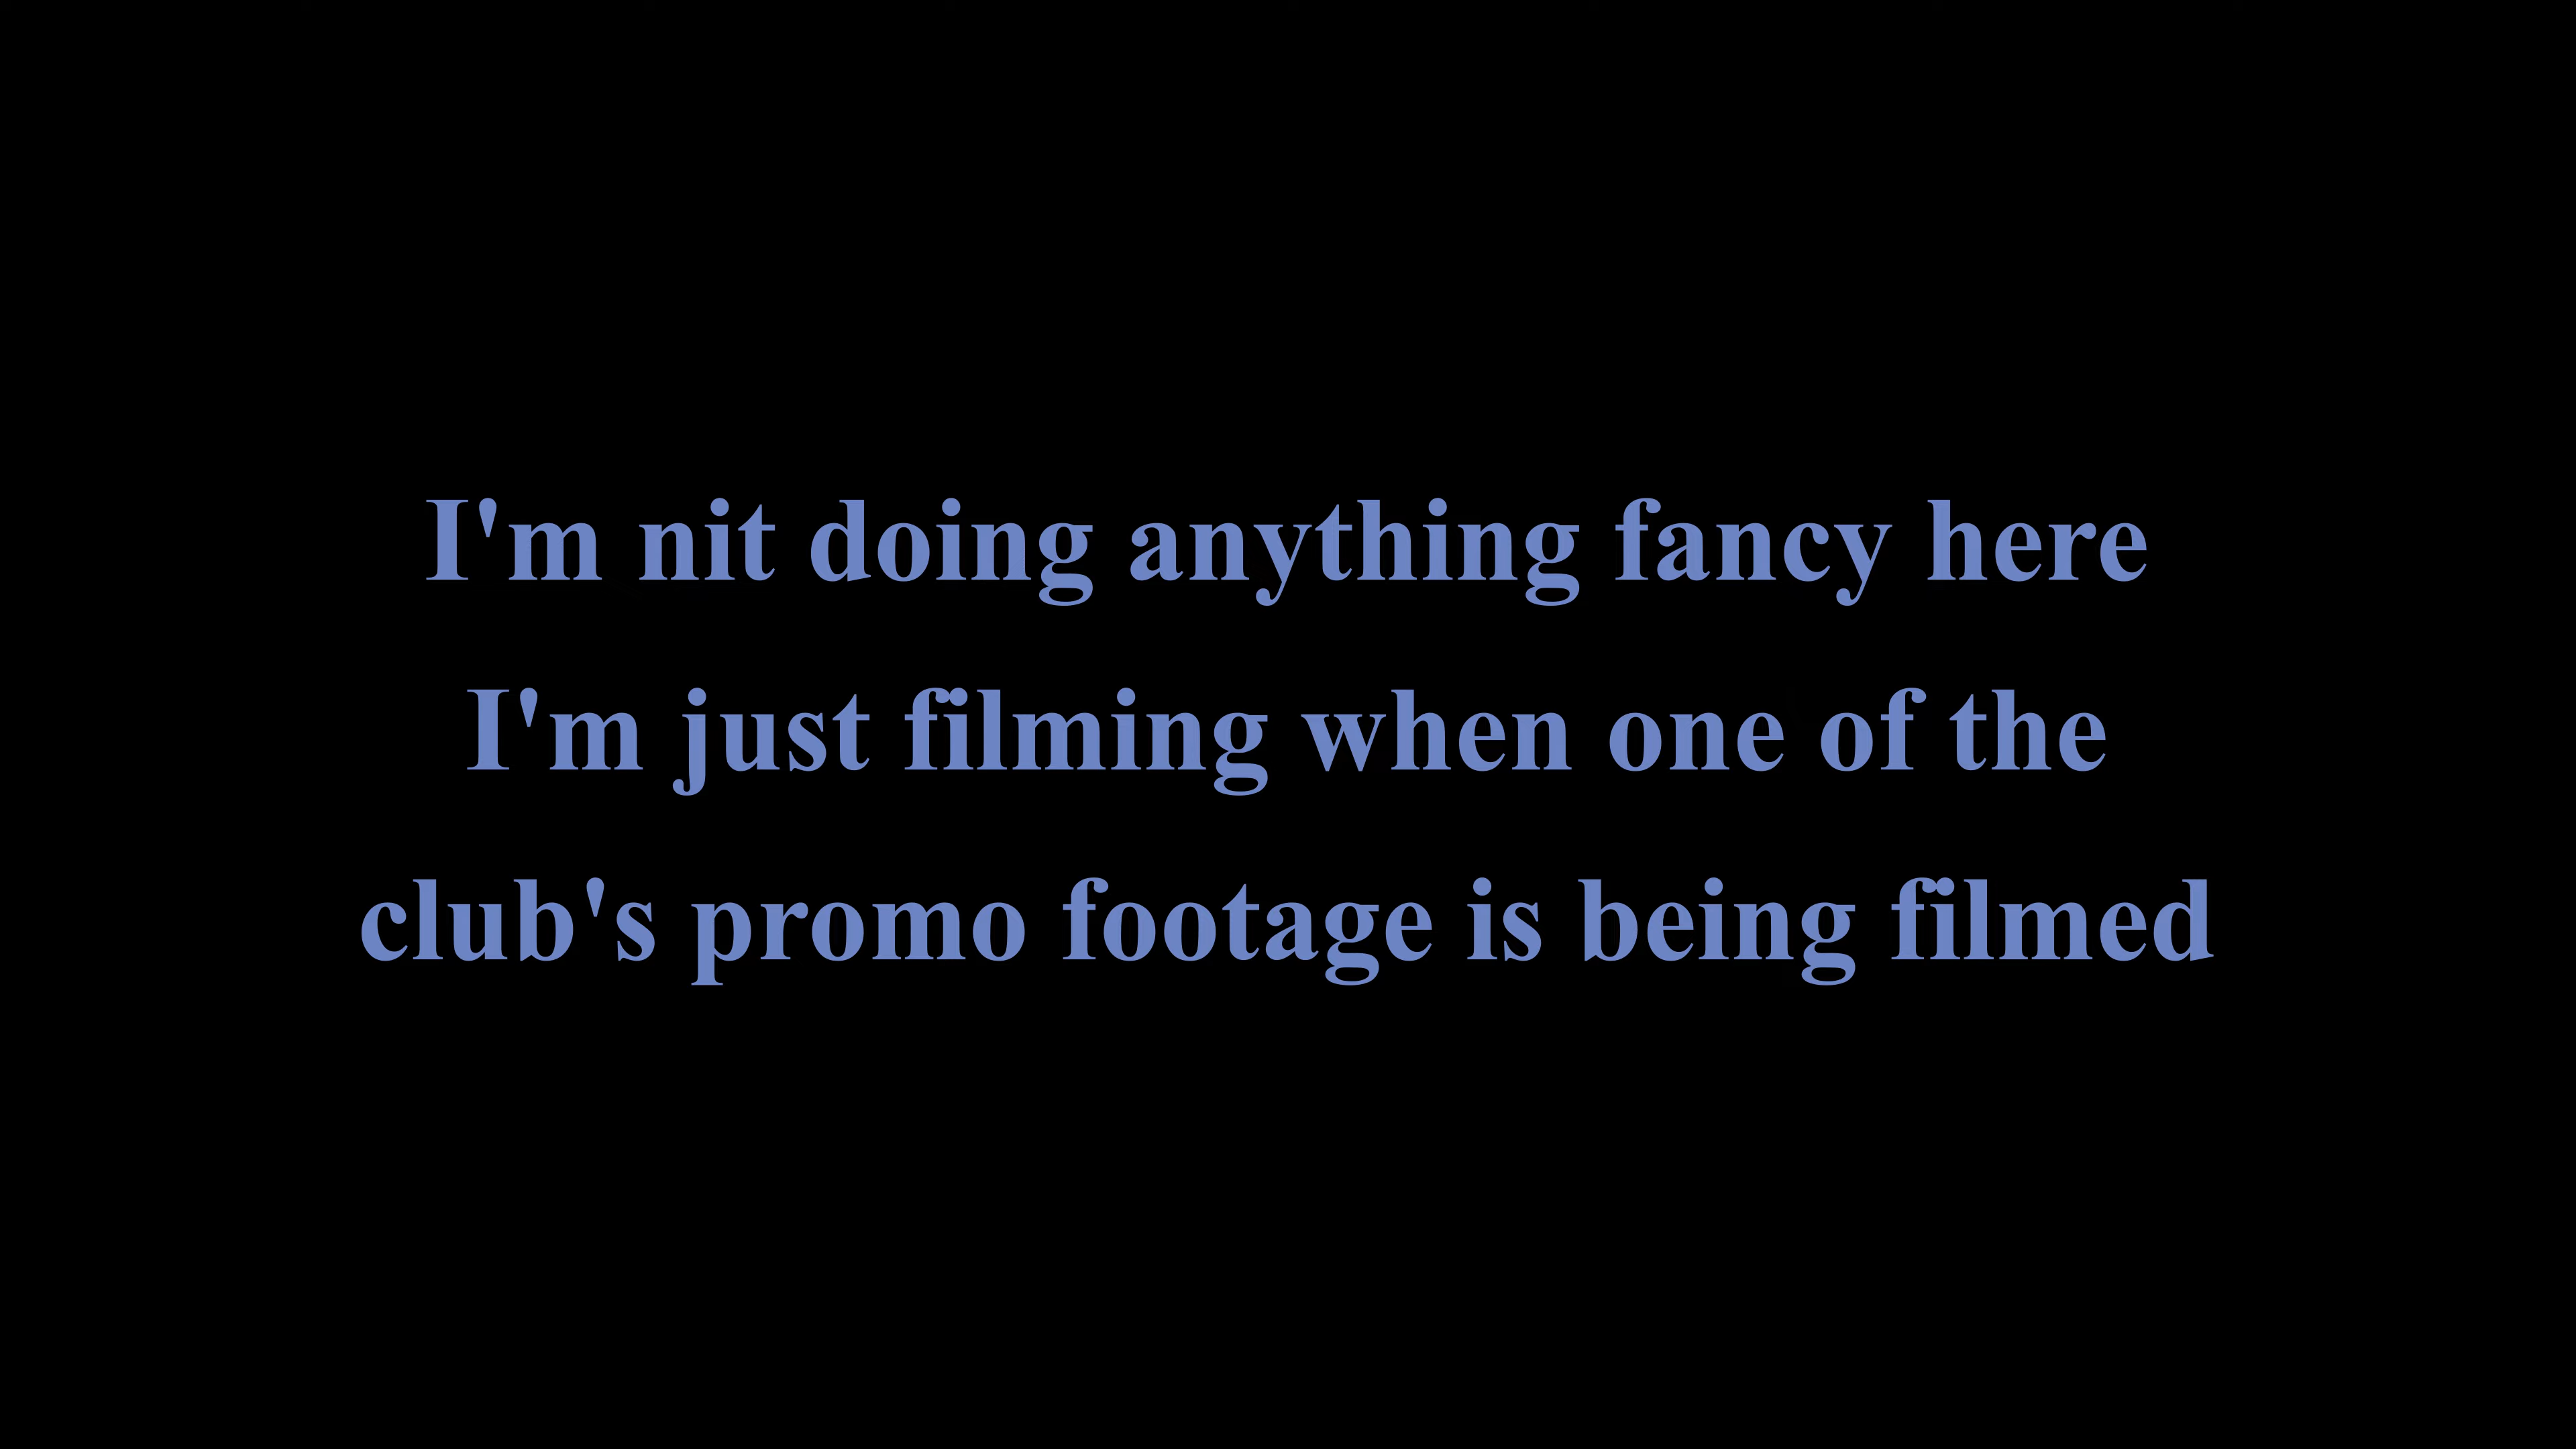 I'm nit doing anything fancy here
I'm just filming when one of the
club's promo footage is being filmed